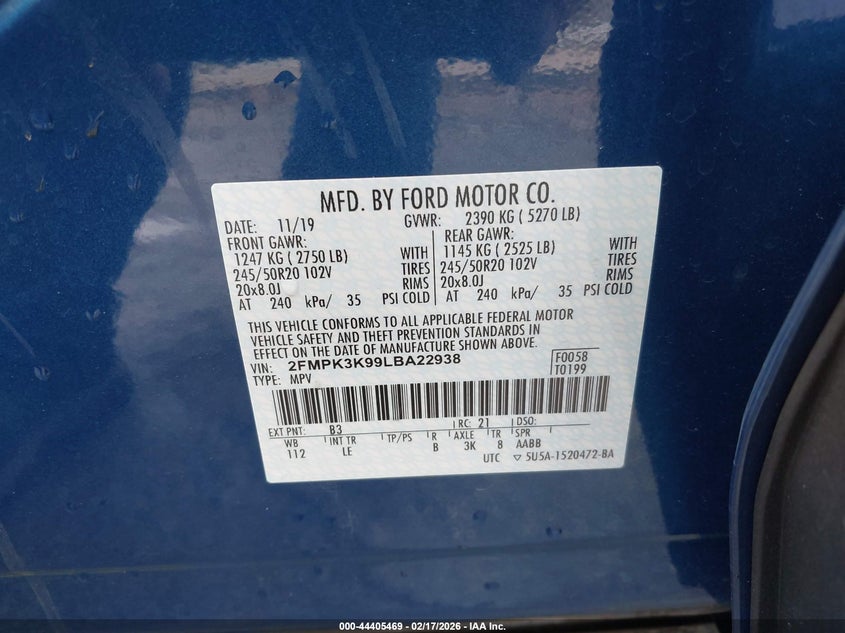 MFD. BY FORD MOTOR CO.
DATE: 11/19 GVWR: 2390 KG ( 5270 LB)
FRONT GAWR: REAR GAWR:
1247 KG ( 2750 LB) WITH 1145 KG ( 2525 LB) WITH
245/50R20 102V TIRES 245/50R20 102V TIRES
20x8.0J RIMS 20x8.0J RIMS
AT 240 kPa/ 35 PSI COLD AT 240 kPa/ 35 PSI COLD
THIS VEHICLE CONFORMS TO ALL APPLICABLE FEDERAL MOTOR
VEHICLE SAFETY AND THEFT PREVENTION STANDARDS IN
EFFECT ON THE DATE OF MANUFACTURE SHOWN ABOVE.
VIN: 2FMPK3K99LBA22938 F0058
TYPE: MPV T0199
EXT PNT: B3 RC: 21 DSO:
WB INT TR TP/PS R AXLE TR SPR
112 LE B 3K 8 AABB
UTC ▽ 5U5A-1520472-BA
000-44405469 - 02/17/2026 - IAA Inc.